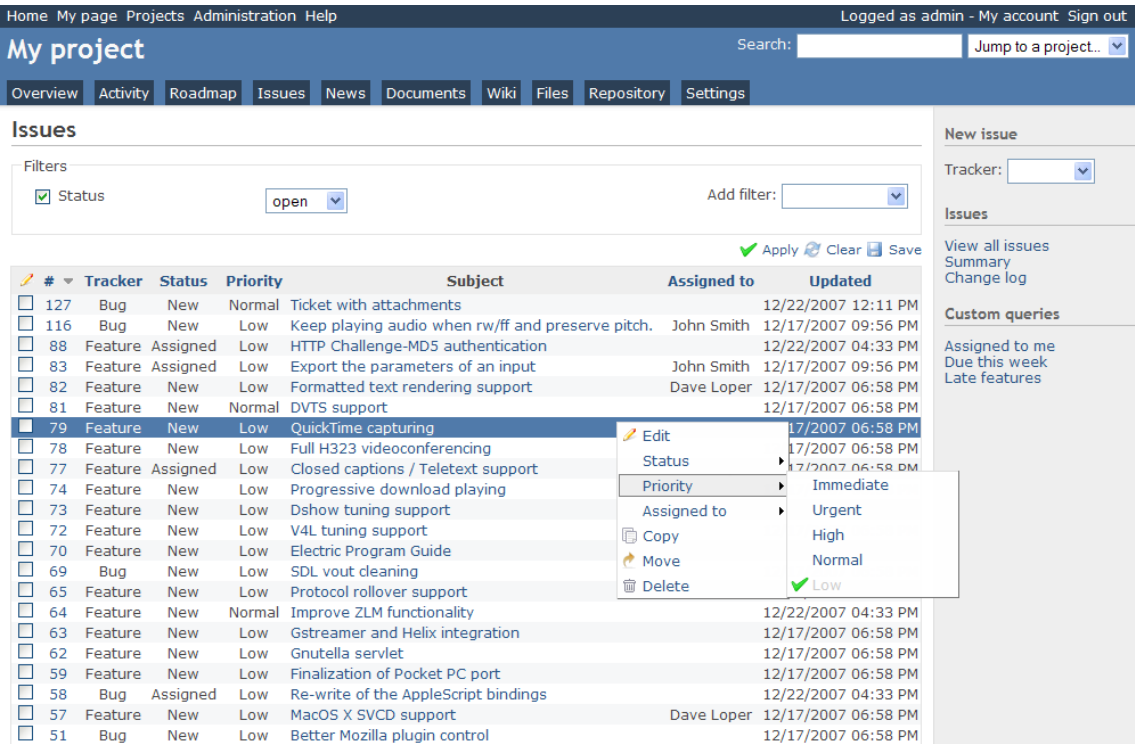 Home My page Projects Administration Help Logged as admin - My account Sign out
My project Search: Jump to a project...
Overview Activity Roadmap Issues News Documents Wiki Files Repository Settings
Issues
Filters
Status open Add filter:
Apply Clear Save
# Tracker Status Priority Subject Assigned to Updated
127 Bug New Normal Ticket with attachments 12/22/2007 12:11 PM
116 Bug New Low Keep playing audio when rw/ff and preserve pitch. John Smith 12/17/2007 09:56 PM
88 Feature Assigned Low HTTP Challenge-MD5 authentication 12/22/2007 04:33 PM
83 Feature Assigned Low Export the parameters of an input John Smith 12/17/2007 09:56 PM
82 Feature New Low Formatted text rendering support Dave Loper 12/17/2007 06:58 PM
81 Feature New Normal DVTS support 12/17/2007 06:58 PM
79 Feature New Low QuickTime capturing 17/2007 06:58 PM
78 Feature New Low Full H323 videoconferencing 17/2007 06:58 PM
77 Feature Assigned Low Closed captions / Teletext support 17/2007 06:58 PM
74 Feature New Low Progressive download playing
73 Feature New Low Dshow tuning support
72 Feature New Low V4L tuning support
70 Feature New Low Electric Program Guide
69 Bug New Low SDL vout cleaning
65 Feature New Low Protocol rollover support
64 Feature New Normal Improve ZLM functionality 12/22/2007 04:33 PM
63 Feature New Low Gstreamer and Helix integration 12/17/2007 06:58 PM
62 Feature New Low Gnutella servlet 12/17/2007 06:58 PM
59 Feature New Low Finalization of Pocket PC port 12/17/2007 06:58 PM
58 Bug Assigned Low Re-write of the AppleScript bindings 12/22/2007 04:33 PM
57 Feature New Low MacOS X SVCD support Dave Loper 12/17/2007 06:58 PM
51 Bug New Low Better Mozilla plugin control 12/17/2007 06:58 PM
Edit
Status
Priority
Assigned to
Copy
Move
Delete
Immediate
Urgent
High
Normal
Low
New issue
Tracker:
Issues
View all issues
Summary
Change log
Custom queries
Assigned to me
Due this week
Late features